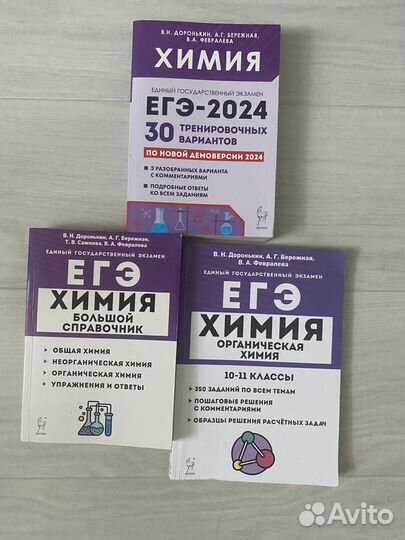 В.Н. ДОРОНЬКИН, А.Г. БЕРЕЖНАЯ,
В.А. ФЕВРАЛЕВА
ХИМИЯ
ЕДИНЫЙ ГОСУДАРСТВЕННЫЙ ЭКЗАМЕН
ЕГЭ-2024
30 ТРЕНИРОВОЧНЫХ
ВАРИАНТОВ
ПО НОВОЙ ДЕМОВЕРСИИ 2024
3 РАЗОБРАННЫХ ВАРИАНТА
С КОММЕНТАРИЯМИ
ПОДРОБНЫЕ ОТВЕТЫ
КО ВСЕМ ЗАДАНИЯМ
В. Н. Доронькин, А. Г. Бережная,
Т. В. Сажнева, В. А. Февралева
ЕДИНЫЙ ГОСУДАРСТВЕННЫЙ ЭКЗАМЕН
ЕГЭ
ХИМИЯ
БОЛЬШОЙ
СПРАВОЧНИК
ОБЩАЯ ХИМИЯ
НЕОРГАНИЧЕСКАЯ ХИМИЯ
ОРГАНИЧЕСКАЯ ХИМИЯ
УПРАЖНЕНИЯ И ОТВЕТЫ
В. Н. Доронькин, А. Г. Бережная,
В. А. Февралева
ЕДИНЫЙ ГОСУДАРСТВЕННЫЙ ЭКЗАМЕН
ЕГЭ
ХИМИЯ
ОРГАНИЧЕСКАЯ
ХИМИЯ
10-11 КЛАССЫ
350 ЗАДАНИЙ ПО ВСЕМ ТЕМАМ
ПОШАГОВЫЕ РЕШЕНИЯ
С КОММЕНТАРИЯМИ
ОБРАЗЦЫ РЕШЕНИЯ РАСЧЁТНЫХ ЗАДАЧ
Avito